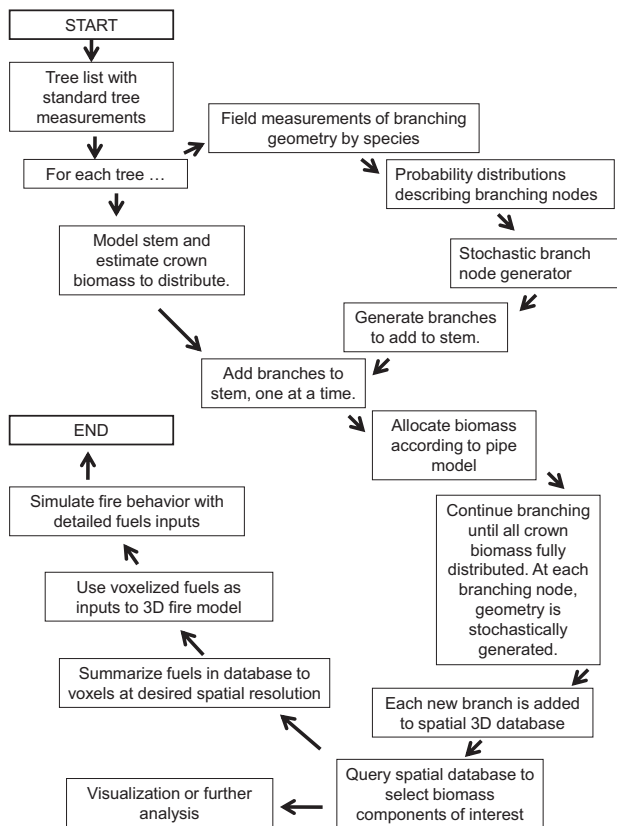 START
Tree list with
standard tree
measurements
For each tree …
Field measurements of branching
geometry by species
Probability distributions
describing branching nodes
Stochastic branch
node generator
Generate branches
to add to stem.
Model stem and
estimate crown
biomass to distribute.
Add branches to
stem, one at a time.
Allocate biomass
according to pipe
model
Continue branching
until all crown
biomass fully
distributed. At each
branching node,
geometry is
stochastically
generated.
Each new branch is added
to spatial 3D database
Query spatial database to
select biomass
components of interest
Visualization or further
analysis
Summarize fuels in database to
voxels at desired spatial resolution
Use voxelized fuels as
inputs to 3D fire model
Simulate fire behavior with
detailed fuels inputs
END